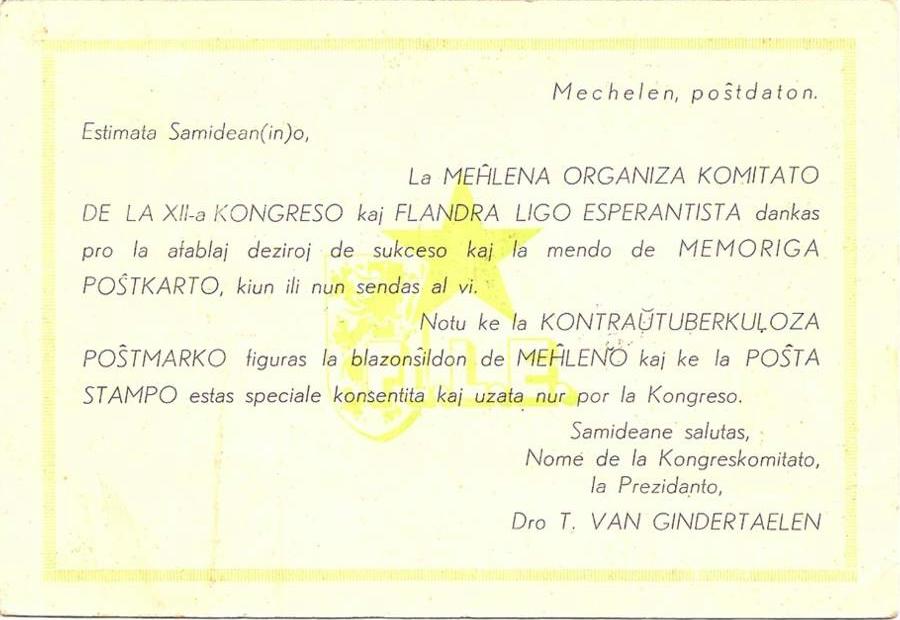 Mechelen, poŝtdaton.
Estimata Samidean(in)o,
La MEĤLENA ORGANIZA KOMITATO
DE LA XII-a KONGRESO kaj FLANDRA LIGO ESPERANTISTA dankas
pro la afablaj deziroj de sukceso kaj la mendo de MEMORIGA
POŜTKARTO, kiun ili nun sendas al vi.
Notu ke la KONTRAŬTUBERKULOZA
POŜTMARKO figuras la blazonŝildon de MEĤLENO kaj ke la POŜTA
STAMPO estas speciale konsentita kaj uzata nur por la Kongreso.
F.L.E.
Samideane salutas,
Nome de la Kongreskomitato,
la Prezidanto,
Dro T. VAN GINDERTAELEN